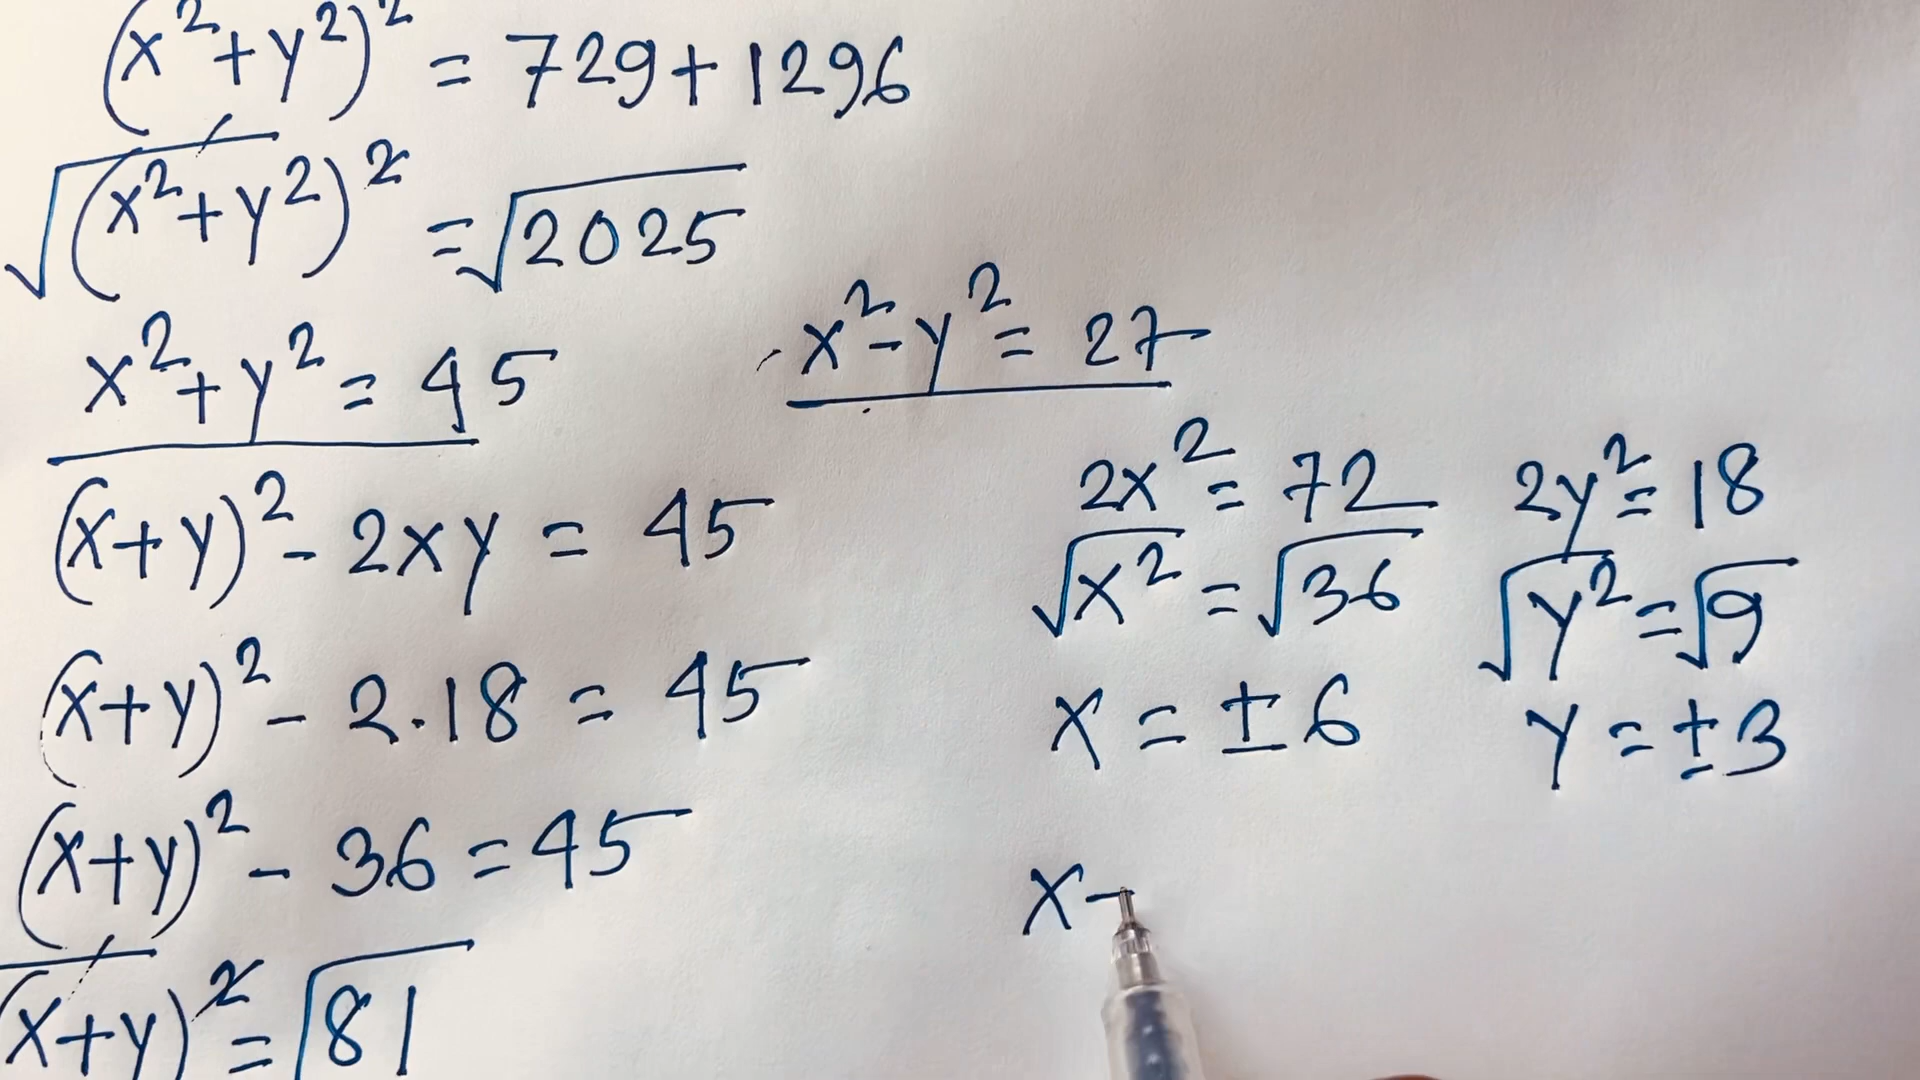 (x²+y²)² = 729+1296
√(x²+y²)² = √2025
x²+y² = 45
(x+y)² - 2xy = 45
(x+y)² - 2.18 = 45
(x+y)² - 36 = 45
(x+y)² = √81
x²-y² = 27
2x² = 72
√x² = √36
x = ±6
2y² = 18
√y² = √9
y = ±3
x-